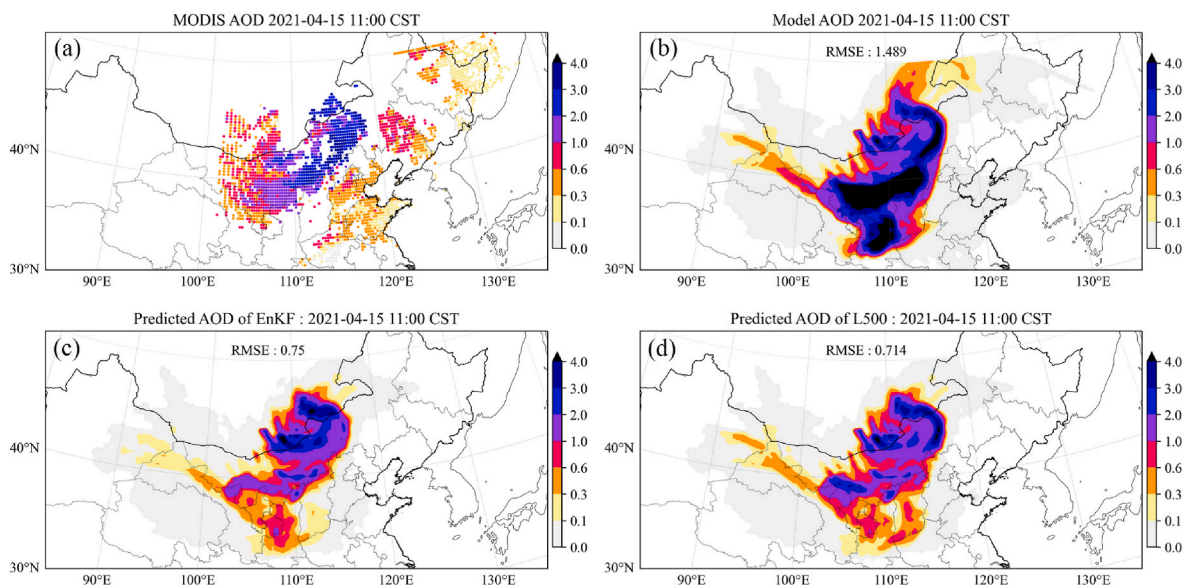 MODIS AOD 2021-04-15 11:00 CST
(a)
40°N
30°N
90°E 100°E 110°E 120°E 130°E
4.0
3.0
2.0
1.0
0.6
0.3
0.1
0.0
Model AOD 2021-04-15 11:00 CST
(b)
RMSE : 1.489
40°N
30°N
90°E 100°E 110°E 120°E 130°E
4.0
3.0
2.0
1.0
0.6
0.3
0.1
0.0
Predicted AOD of EnKF : 2021-04-15 11:00 CST
(c)
RMSE : 0.75
40°N
30°N
90°E 100°E 110°E 120°E 130°E
4.0
3.0
2.0
1.0
0.6
0.3
0.1
0.0
Predicted AOD of L500 : 2021-04-15 11:00 CST
(d)
RMSE : 0.714
40°N
30°N
90°E 100°E 110°E 120°E 130°E
4.0
3.0
2.0
1.0
0.6
0.3
0.1
0.0